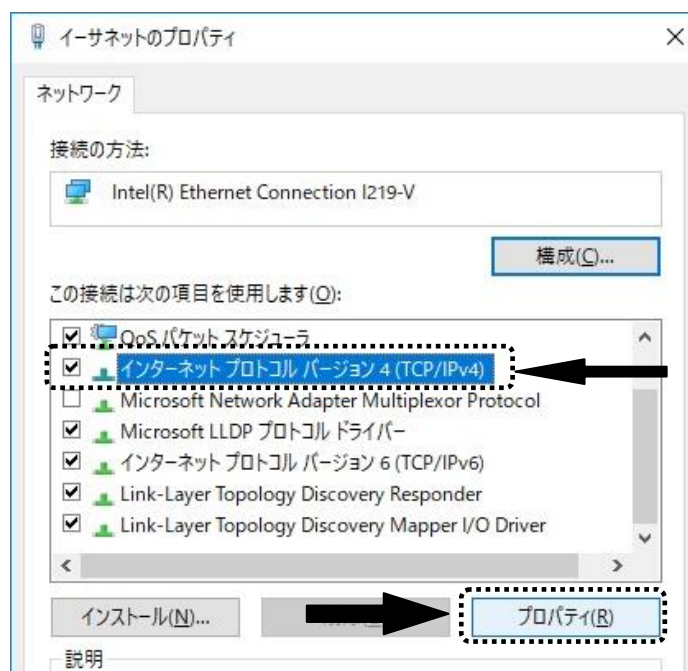 イーサネットのプロパティ
ネットワーク
接続の方法:
Intel(R) Ethernet Connection I219-V
構成(C)...
この接続は次の項目を使用します(O):
QoS パケット スケジューラ
インターネット プロトコル バージョン 4 (TCP/IPv4)
Microsoft Network Adapter Multiplexor Protocol
Microsoft LLDP プロトコル ドライバー
インターネット プロトコル バージョン 6 (TCP/IPv6)
Link-Layer Topology Discovery Responder
Link-Layer Topology Discovery Mapper I/O Driver
インストール(N)...
プロパティ(R)
説明